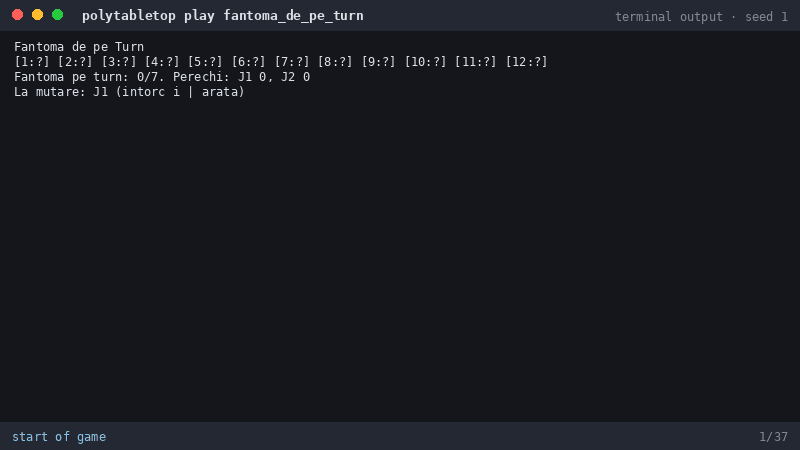 polytabletop play fantoma_de_pe_turn
terminal output · seed 1
Fantoma de pe Turn
[1:?] [2:?] [3:?] [4:?] [5:?] [6:?] [7:?] [8:?] [9:?] [10:?] [11:?] [12:?]
Fantoma pe turn: 0/7. Perechi: J1 0, J2 0
La mutare: J1 (intorc i | arata)
start of game
1/37